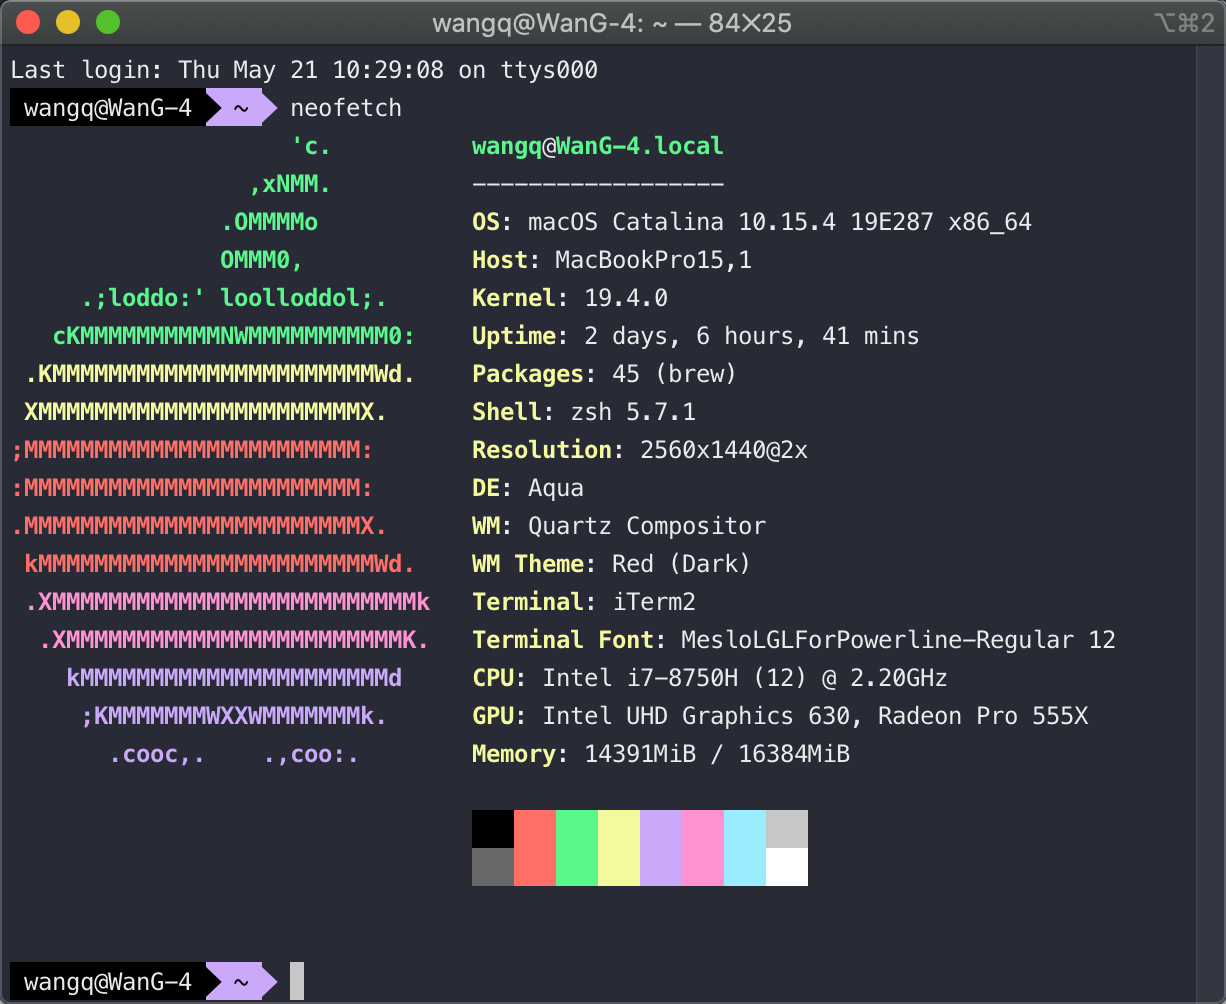 wangq@WanG-4: ~ — 84×25 ⌥⌘2
Last login: Thu May 21 10:29:08 on ttys000
wangq@WanG-4 ~ neofetch
                    'c.          wangq@WanG-4.local
                 ,xNMM.          ------------------
               .OMMMMo           OS: macOS Catalina 10.15.4 19E287 x86_64
               OMMM0,            Host: MacBookPro15,1
     .;loddo:' loolloddol;.      Kernel: 19.4.0
   cKMMMMMMMMMMNWMMMMMMMMMM0:    Uptime: 2 days, 6 hours, 41 mins
 .KMMMMMMMMMMMMMMMMMMMMMMMWd.    Packages: 45 (brew)
 XMMMMMMMMMMMMMMMMMMMMMMMX.      Shell: zsh 5.7.1
;MMMMMMMMMMMMMMMMMMMMMMMM:       Resolution: 2560x1440@2x
:MMMMMMMMMMMMMMMMMMMMMMMM:       DE: Aqua
.MMMMMMMMMMMMMMMMMMMMMMMMX.      WM: Quartz Compositor
 kMMMMMMMMMMMMMMMMMMMMMMMMWd.    WM Theme: Red (Dark)
 .XMMMMMMMMMMMMMMMMMMMMMMMMMMk   Terminal: iTerm2
  .XMMMMMMMMMMMMMMMMMMMMMMMMK.   Terminal Font: MesloLGLForPowerline-Regular 12
    kMMMMMMMMMMMMMMMMMMMMMMd     CPU: Intel i7-8750H (12) @ 2.20GHz
     ;KMMMMMMMWXXWMMMMMMMk.      GPU: Intel UHD Graphics 630, Radeon Pro 555X
       .cooc,.    .,coo:.        Memory: 14391MiB / 16384MiB
wangq@WanG-4 ~